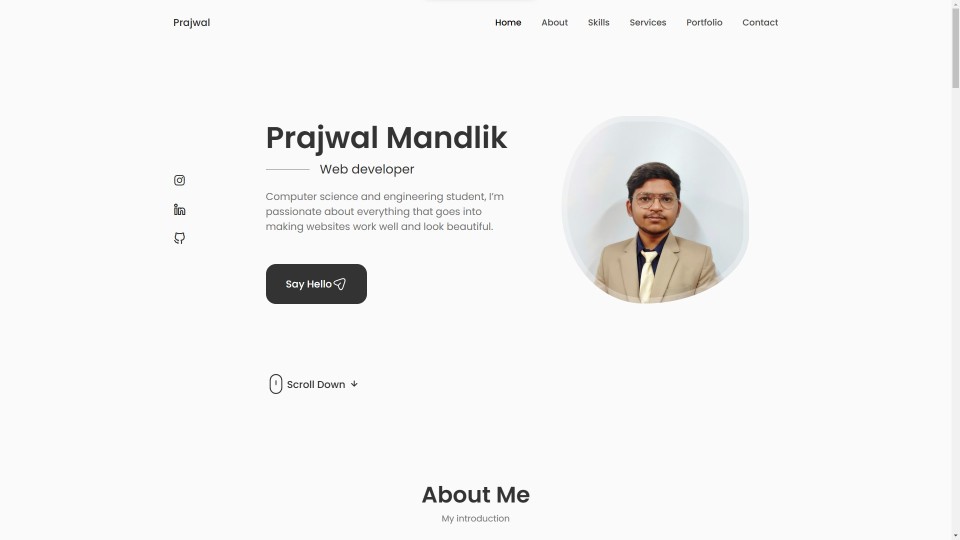 Prajwal
Home About Skills Services Portfolio Contact
Prajwal Mandlik
Web developer
Computer science and engineering student, I'm
passionate about everything that goes into
making websites work well and look beautiful.
Say Hello
Scroll Down
About Me
My introduction